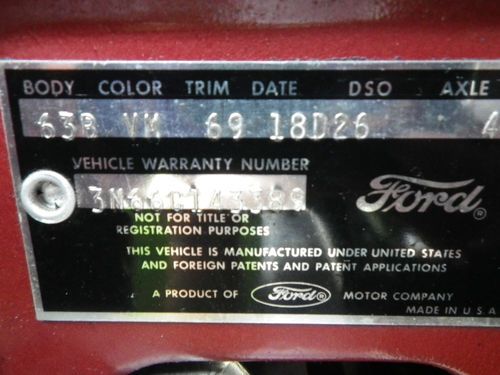 BODY COLOR TRIM DATE DSO AXLE
63B VM 69 18D26 4
VEHICLE WARRANTY NUMBER
3N66C143389
Ford®
NOT FOR TITLE OR
REGISTRATION PURPOSES
THIS VEHICLE IS MANUFACTURED UNDER UNITED STATES
AND FOREIGN PATENTS AND PATENT APPLICATIONS
A PRODUCT OF Ford® MOTOR COMPANY
MADE IN U.S.A